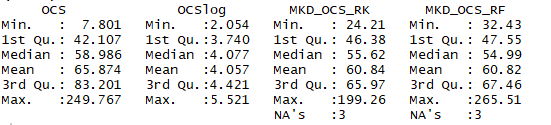 OCS OCSlog MKD_OCS_RK MKD_OCS_RF
Min. : 7.801 Min. :2.054 Min. : 24.21 Min. : 32.43
1st Qu.: 42.107 1st Qu.:3.740 1st Qu.: 46.38 1st Qu.: 47.55
Median : 58.986 Median :4.077 Median : 55.62 Median : 54.99
Mean : 65.874 Mean :4.057 Mean : 60.84 Mean : 60.82
3rd Qu.: 83.201 3rd Qu.:4.421 3rd Qu.: 65.97 3rd Qu.: 67.46
Max. :249.767 Max. :5.521 Max. :199.26 Max. :265.51
NA's :3 NA's :3